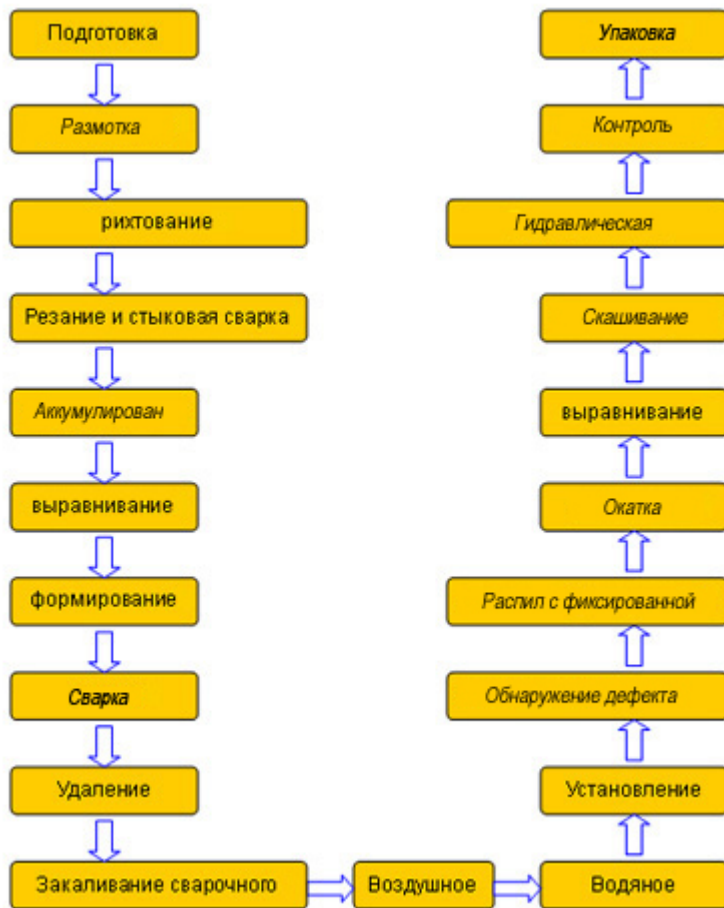 Подготовка
Размотка
рихтование
Резание и стыковая сварка
Аккумулирован
выравнивание
формирование
Сварка
Удаление
Закаливание сварочного
Воздушное
Водяное
Установление
Обнаружение дефекта
Распил с фиксированной
Окатка
выравнивание
Скашивание
Гидравлическая
Контроль
Упаковка